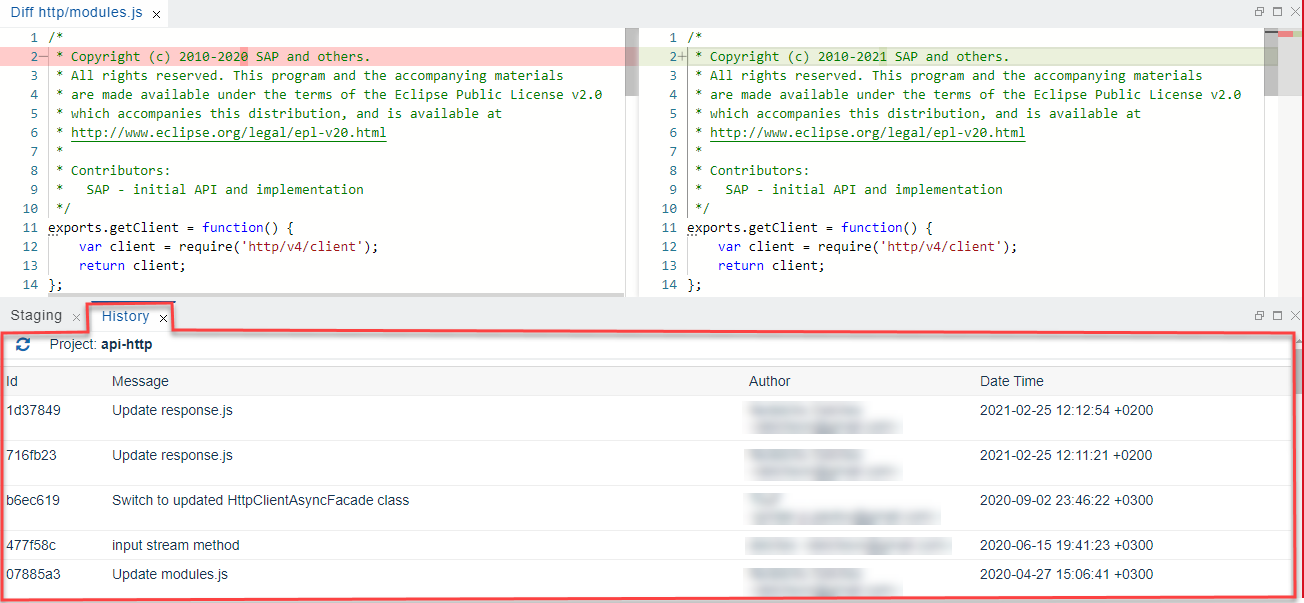 Diff http/modules.js ×
1 /*
2− * Copyright (c) 2010-2020 SAP and others.
3 * All rights reserved. This program and the accompanying materials
4 * are made available under the terms of the Eclipse Public License v2.0
5 * which accompanies this distribution, and is available at
6 * http://www.eclipse.org/legal/epl-v20.html
7 *
8 * Contributors:
9 *   SAP - initial API and implementation
10 */
11 exports.getClient = function() {
12     var client = require('http/v4/client');
13     return client;
14 };
1 /*
2+ * Copyright (c) 2010-2021 SAP and others.
3 * All rights reserved. This program and the accompanying materials
4 * are made available under the terms of the Eclipse Public License v2.0
5 * which accompanies this distribution, and is available at
6 * http://www.eclipse.org/legal/epl-v20.html
7 *
8 * Contributors:
9 *   SAP - initial API and implementation
10 */
11 exports.getClient = function() {
12     var client = require('http/v4/client');
13     return client;
14 };
Staging × History ×
Project: api-http
Id Message Author Date Time
1d37849 Update response.js 2021-02-25 12:12:54 +0200
716fb23 Update response.js 2021-02-25 12:11:21 +0200
b6ec619 Switch to updated HttpClientAsyncFacade class 2020-09-02 23:46:22 +0300
477f58c input stream method 2020-06-15 19:41:23 +0300
07885a3 Update modules.js 2020-04-27 15:06:41 +0300